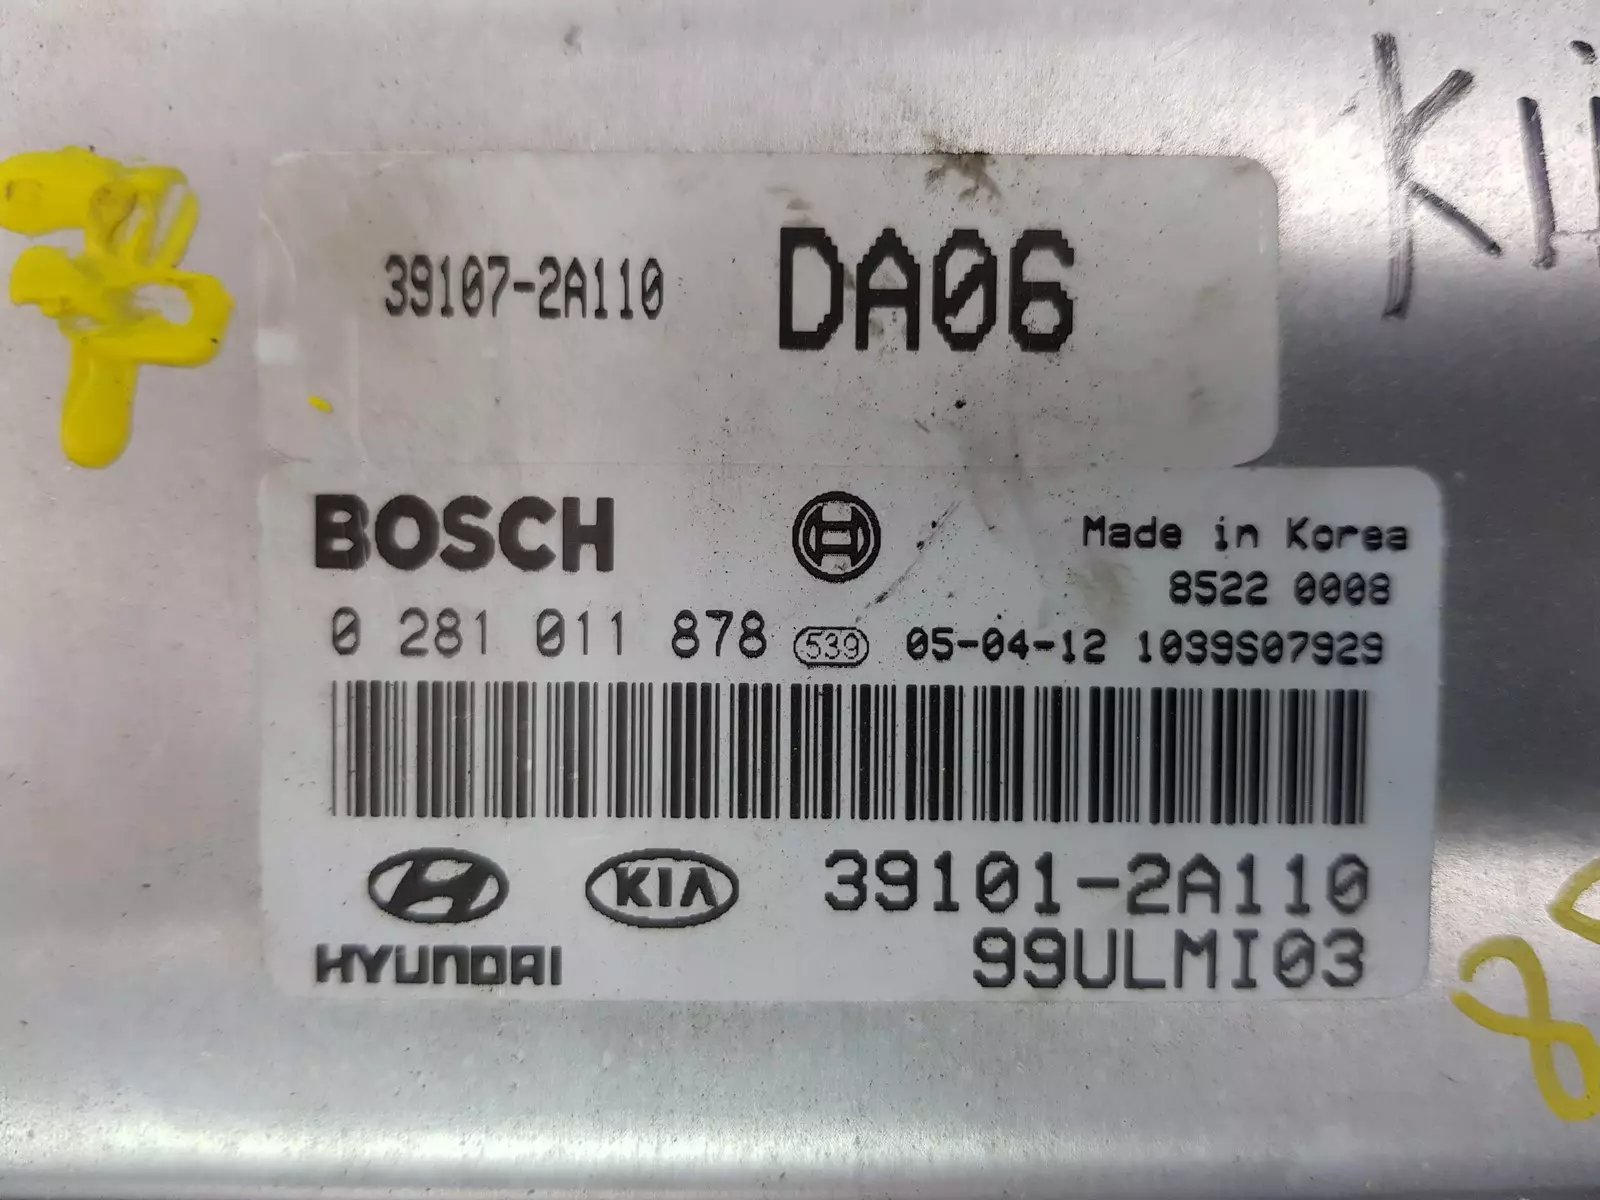 39107-2A110 DA06
BOSCH Made in Korea
8522 0008
0 281 011 878 539 05-04-12 1039S07929
KIA 39101-2A110
HYUNDAI 99ULMI03